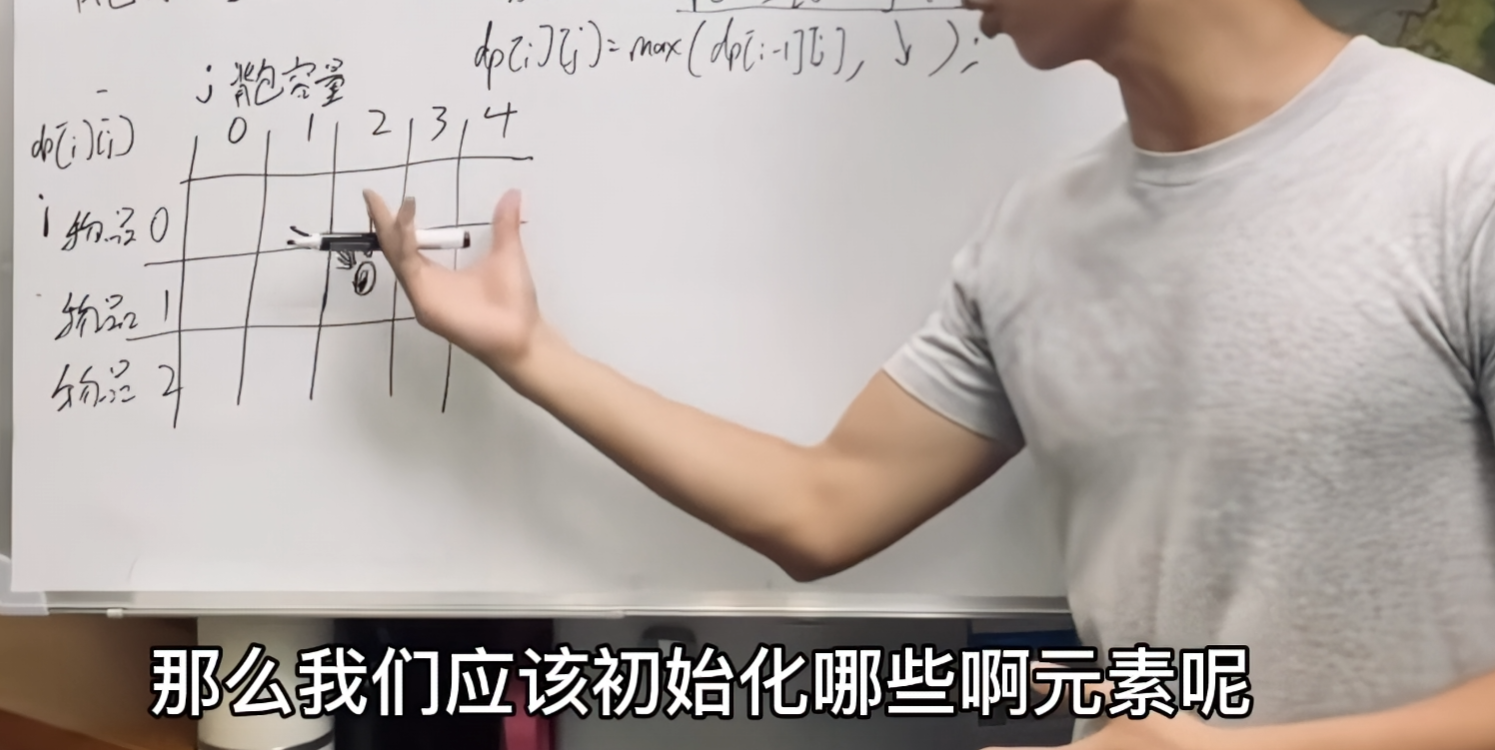 dp[i][j]=max(dp[i-1][j], ↓ );
j 背包容量
dp[i][j] 0 1 2 3 4
i 物品0
物品1
物品2
那么我们应该初始化哪些啊元素呢